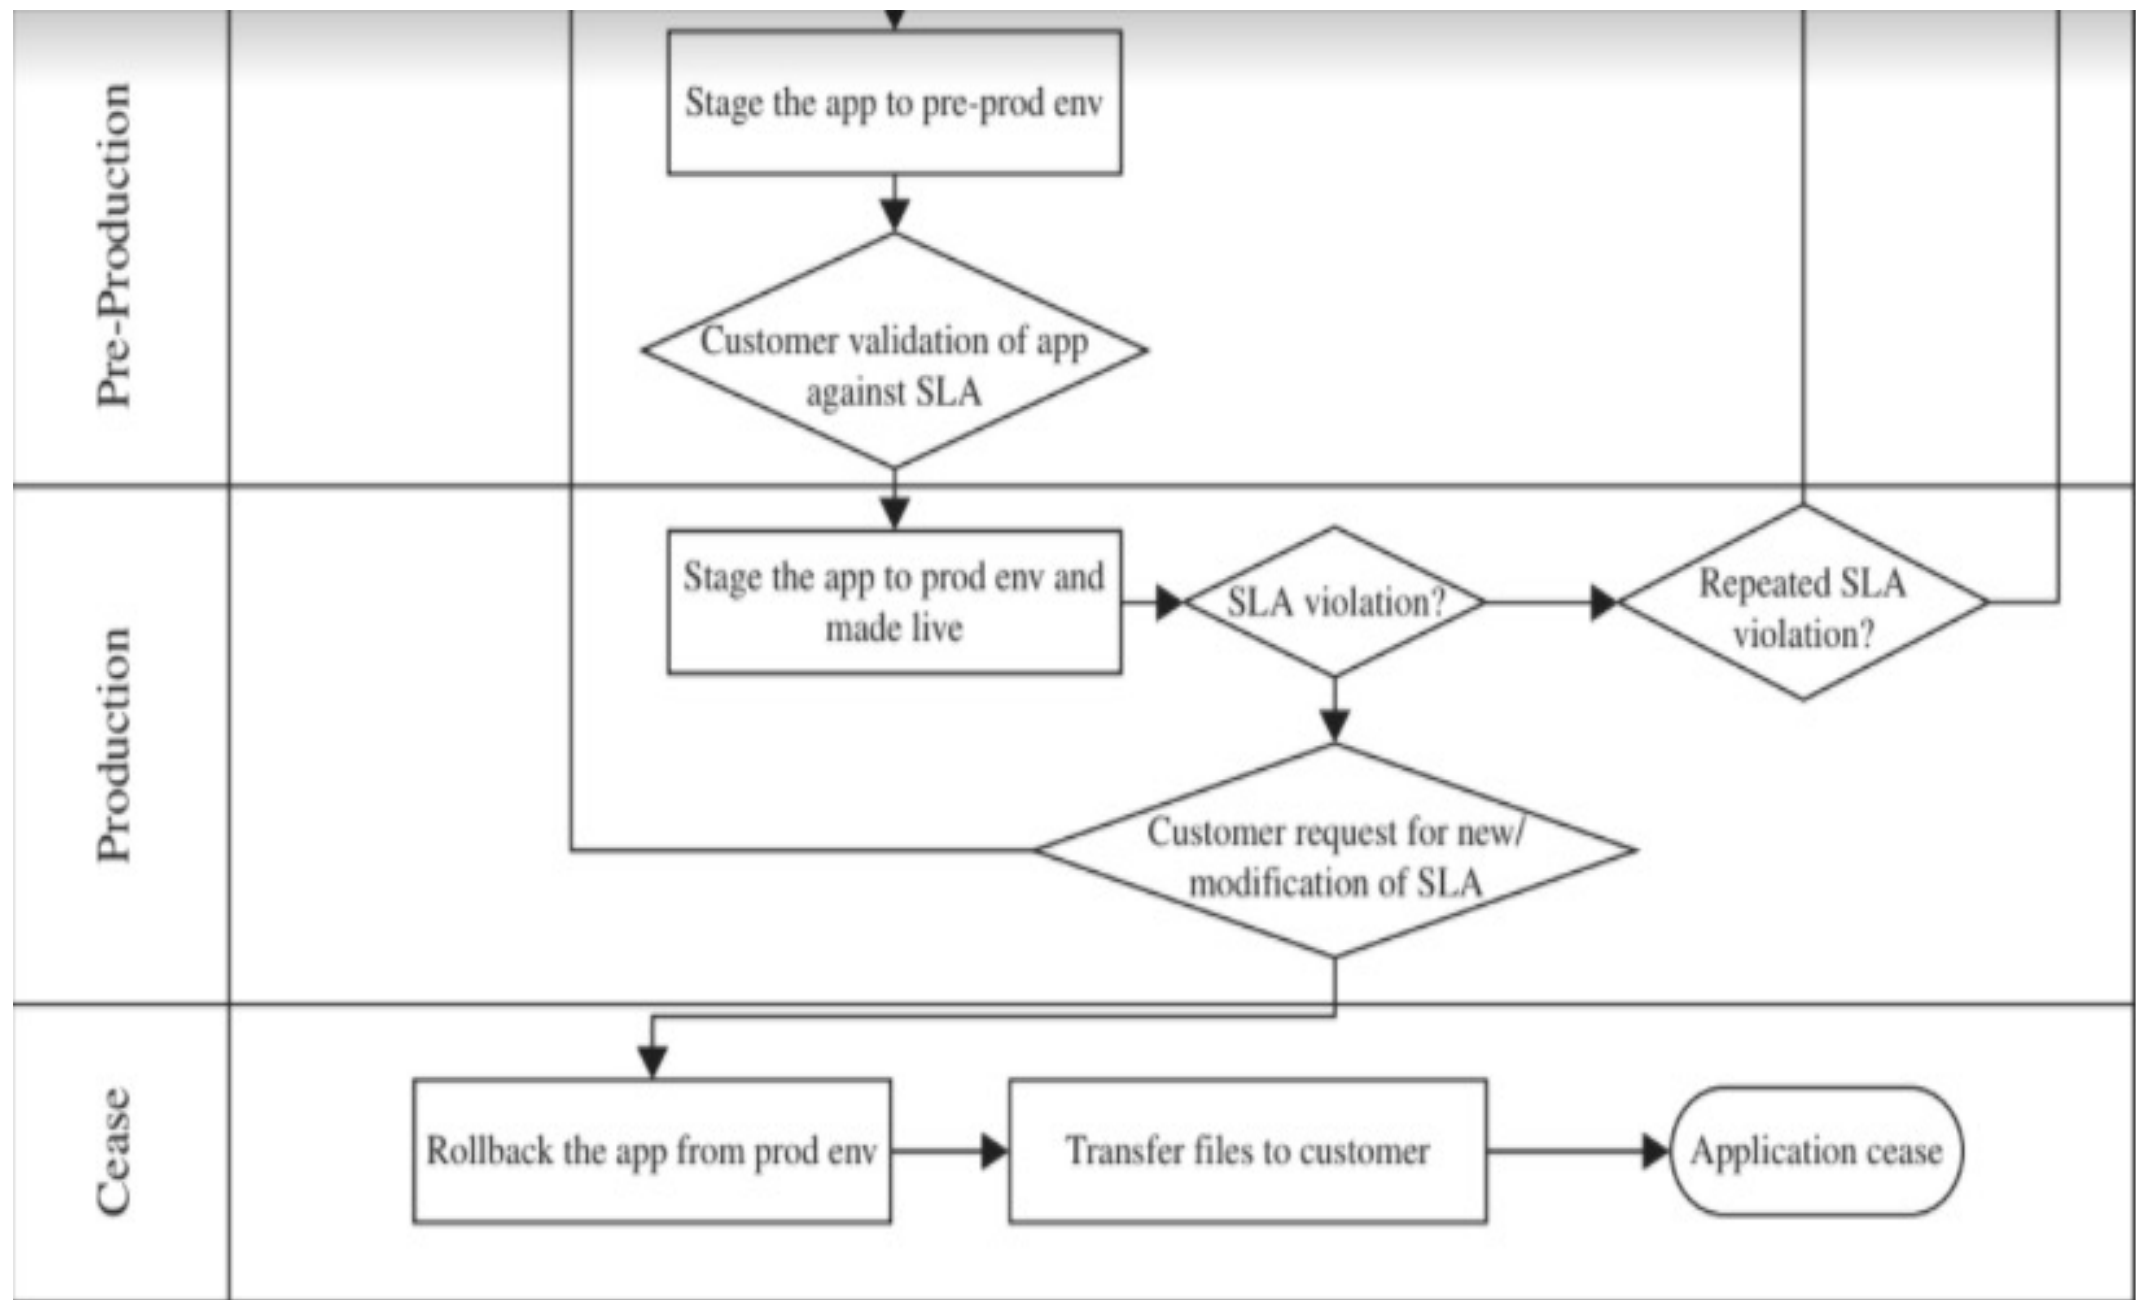 Pre-Production
Stage the app to pre-prod env
Customer validation of app
against SLA
Production
Stage the app to prod env and
made live
SLA violation?
Repeated SLA
violation?
Customer request for new/
modification of SLA
Cease
Rollback the app from prod env
Transfer files to customer
Application cease